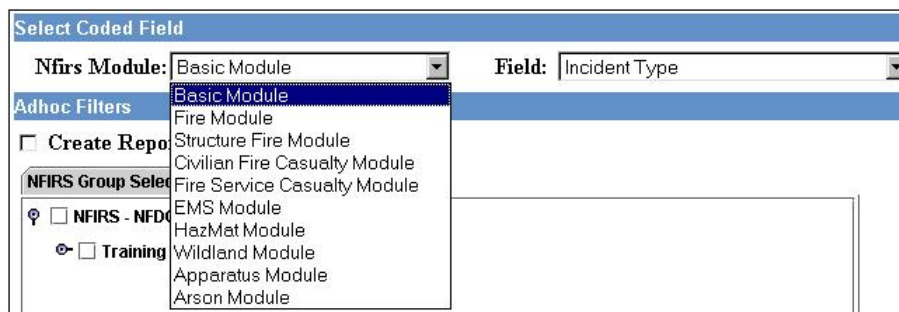 Select Coded Field
Nfirs Module: Basic Module Field: Incident Type
Basic Module
Adhoc Filters
Fire Module
Create Repo Structure Fire Module
Civilian Fire Casualty Module
NFIRS Group Selec Fire Service Casualty Module
EMS Module
NFIRS - NFD
HazMat Module
Training Wildland Module
Apparatus Module
Arson Module